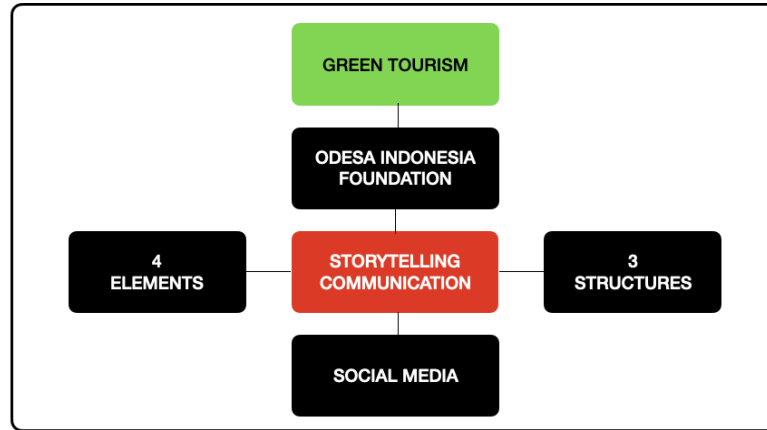 GREEN TOURISM
ODESA INDONESIA
FOUNDATION
4
ELEMENTS
STORYTELLING
COMMUNICATION
3
STRUCTURES
SOCIAL MEDIA